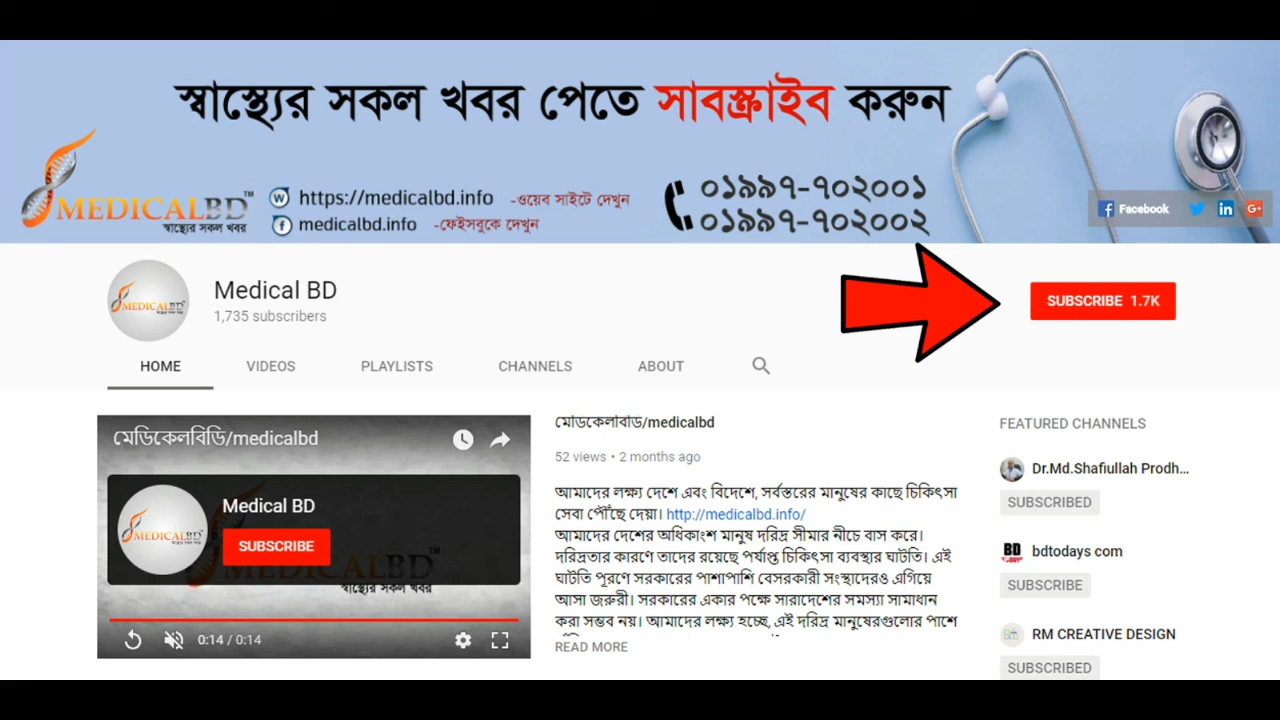 স্বাস্থ্যের সকল খবর পেতে সাবস্ক্রাইব করুন
MEDICALBD™
স্বাস্থ্যের সকল খবর
https://medicalbd.info -ওয়েব সাইটে দেখুন
medicalbd.info -ফেইসবুকে দেখুন
০১৯৯৭-৭০২০০১
০১৯৯৭-৭০২০০২
Facebook
Medical BD
1,735 subscribers
SUBSCRIBE 1.7K
HOME VIDEOS PLAYLISTS CHANNELS ABOUT
মেডিকেলবিডি/medicalbd
Medical BD
SUBSCRIBE
স্বাস্থ্যের সকল খবর
0:14 / 0:14
মেডিকেলবিডি/medicalbd
52 views • 2 months ago
আমাদের লক্ষ্য দেশে এবং বিদেশে, সর্বস্তরের মানুষের কাছে চিকিৎসা
সেবা পৌঁছে দেয়া। http://medicalbd.info/
আমাদের দেশের অধিকাংশ মানুষ দরিদ্র সীমার নীচে বাস করে।
দরিদ্রতার কারণে তাদের রয়েছে পর্যাপ্ত চিকিৎসা ব্যবস্থার ঘাটতি। এই
ঘাটতি পূরণে সরকারের পাশাপাশি বেসরকারী সংস্থাদেরও এগিয়ে
আসা জরুরী। সরকারের একার পক্ষে সারাদেশের সমস্যা সামাধান
করা সম্ভব নয়। আমাদের লক্ষ্য হচ্ছে, এই দরিদ্র মানুষেরগুলোর পাশে
READ MORE
FEATURED CHANNELS
Dr.Md.Shafiullah Prodh...
SUBSCRIBED
bdtodays com
SUBSCRIBE
RM CREATIVE DESIGN
SUBSCRIBED